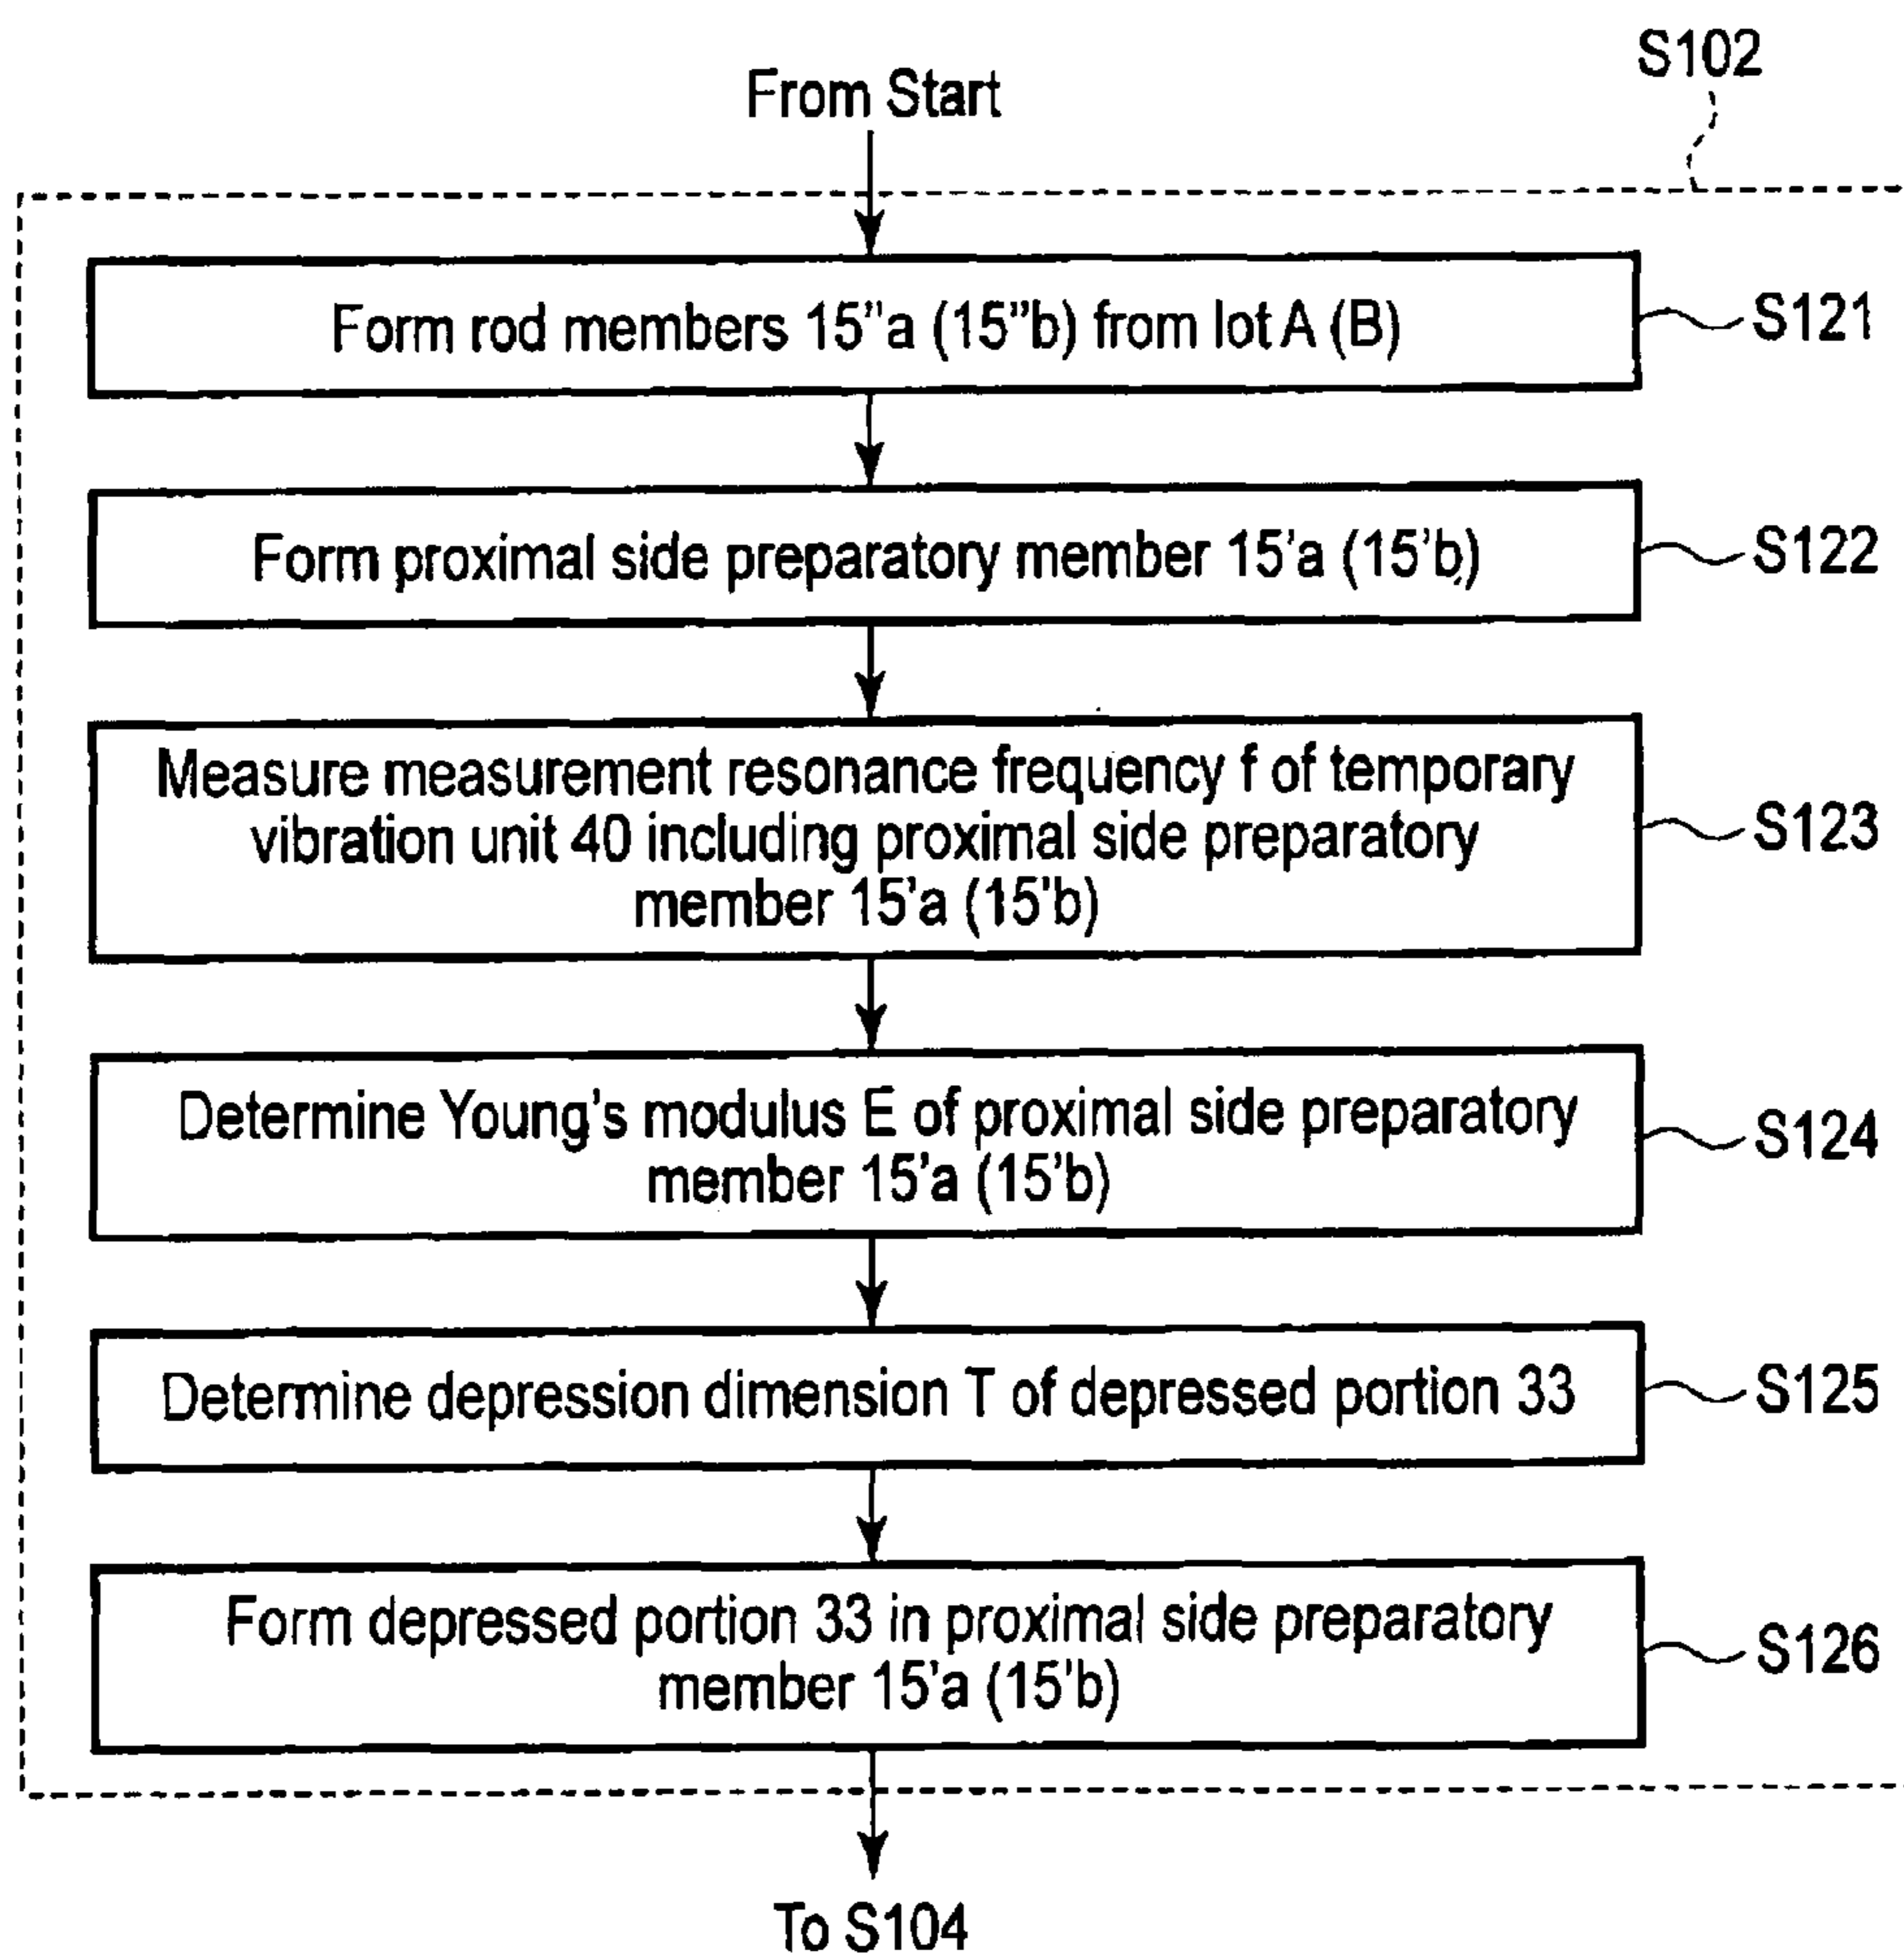 S102
From Start
Form rod members 15"a (15"b) from lot A (B)
S121
Form proximal side preparatory member 15'a (15'b)
S122
Measure measurement resonance frequency f of temporary
vibration unit 40 including proximal side preparatory
member 15'a (15'b)
S123
Determine Young's modulus E of proximal side preparatory
member 15'a (15'b)
S124
Determine depression dimension T of depressed portion 33
S125
Form depressed portion 33 in proximal side preparatory
member 15'a (15'b)
S126
To S104